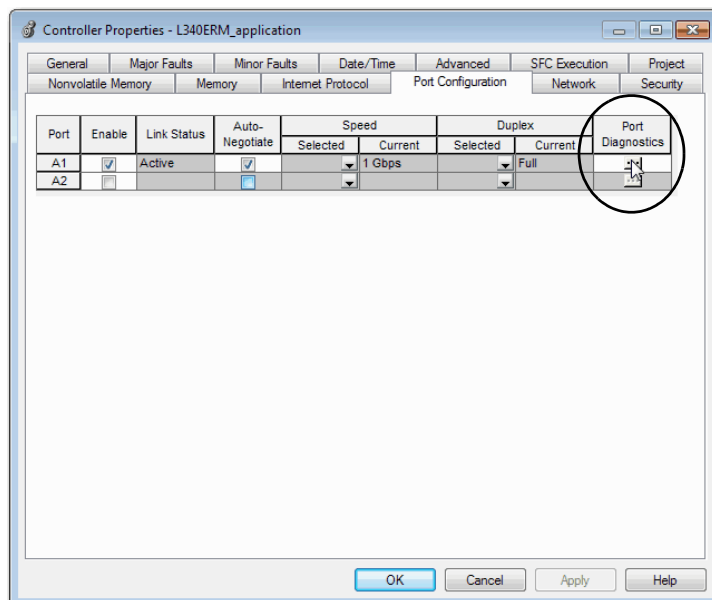 Controller Properties - L340ERM_application
General Major Faults Minor Faults Date/Time Advanced SFC Execution Project
Nonvolatile Memory Memory Internet Protocol Port Configuration Network Security
Port Enable Link Status Auto-Negotiate Speed Duplex Port Diagnostics
Selected Current Selected Current
A1 Active 1 Gbps Full ...
A2 ...
OK Cancel Apply Help